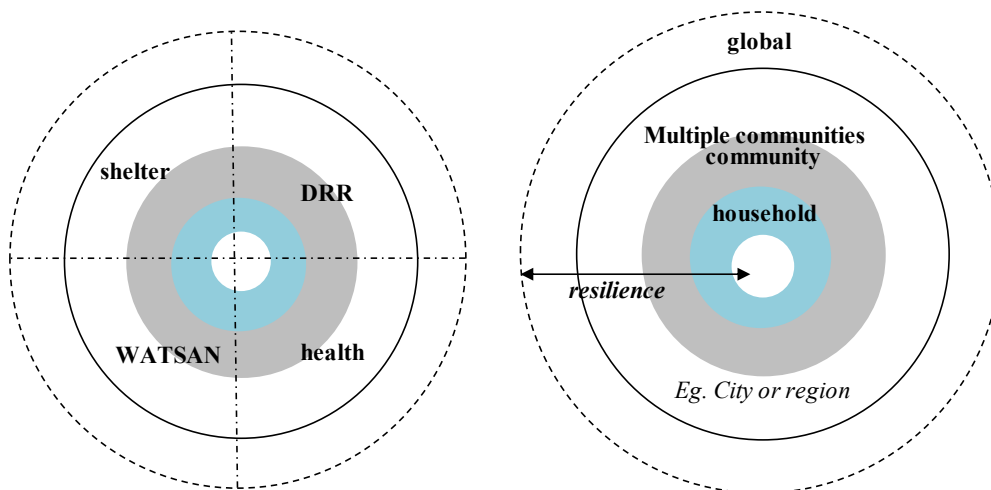 shelter
DRR
WATSAN
health
global
Multiple communities
community
household
resilience
Eg. City or region